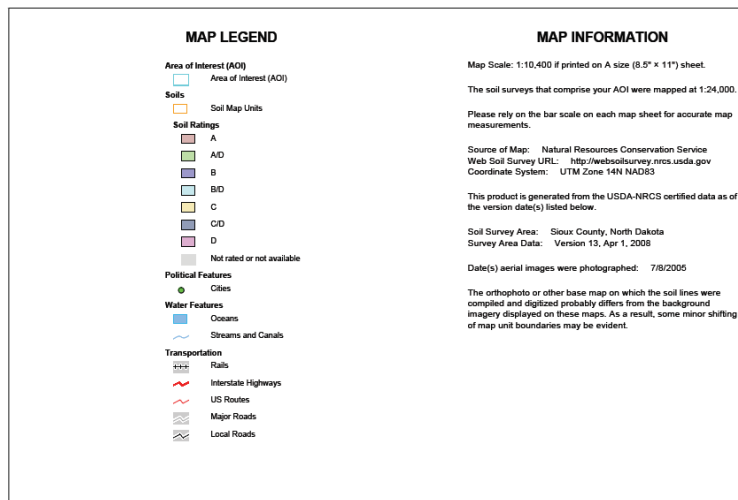 MAP LEGEND
Area of Interest (AOI)
Area of Interest (AOI)
Soils
Soil Map Units
Soil Ratings
A
A/D
B
B/D
C
C/D
D
Not rated or not available
Political Features
Cities
Water Features
Oceans
Streams and Canals
Transportation
Rails
Interstate Highways
US Routes
Major Roads
Local Roads
MAP INFORMATION
Map Scale: 1:10,400 if printed on A size (8.5" × 11") sheet.
The soil surveys that comprise your AOI were mapped at 1:24,000.
Please rely on the bar scale on each map sheet for accurate map
measurements.
Source of Map: Natural Resources Conservation Service
Web Soil Survey URL: http://websoilsurvey.nrcs.usda.gov
Coordinate System: UTM Zone 14N NAD83
This product is generated from the USDA-NRCS certified data as of
the version date(s) listed below.
Soil Survey Area: Sioux County, North Dakota
Survey Area Data: Version 13, Apr 1, 2008
Date(s) aerial images were photographed: 7/8/2005
The orthophoto or other base map on which the soil lines were
compiled and digitized probably differs from the background
imagery displayed on these maps. As a result, some minor shifting
of map unit boundaries may be evident.